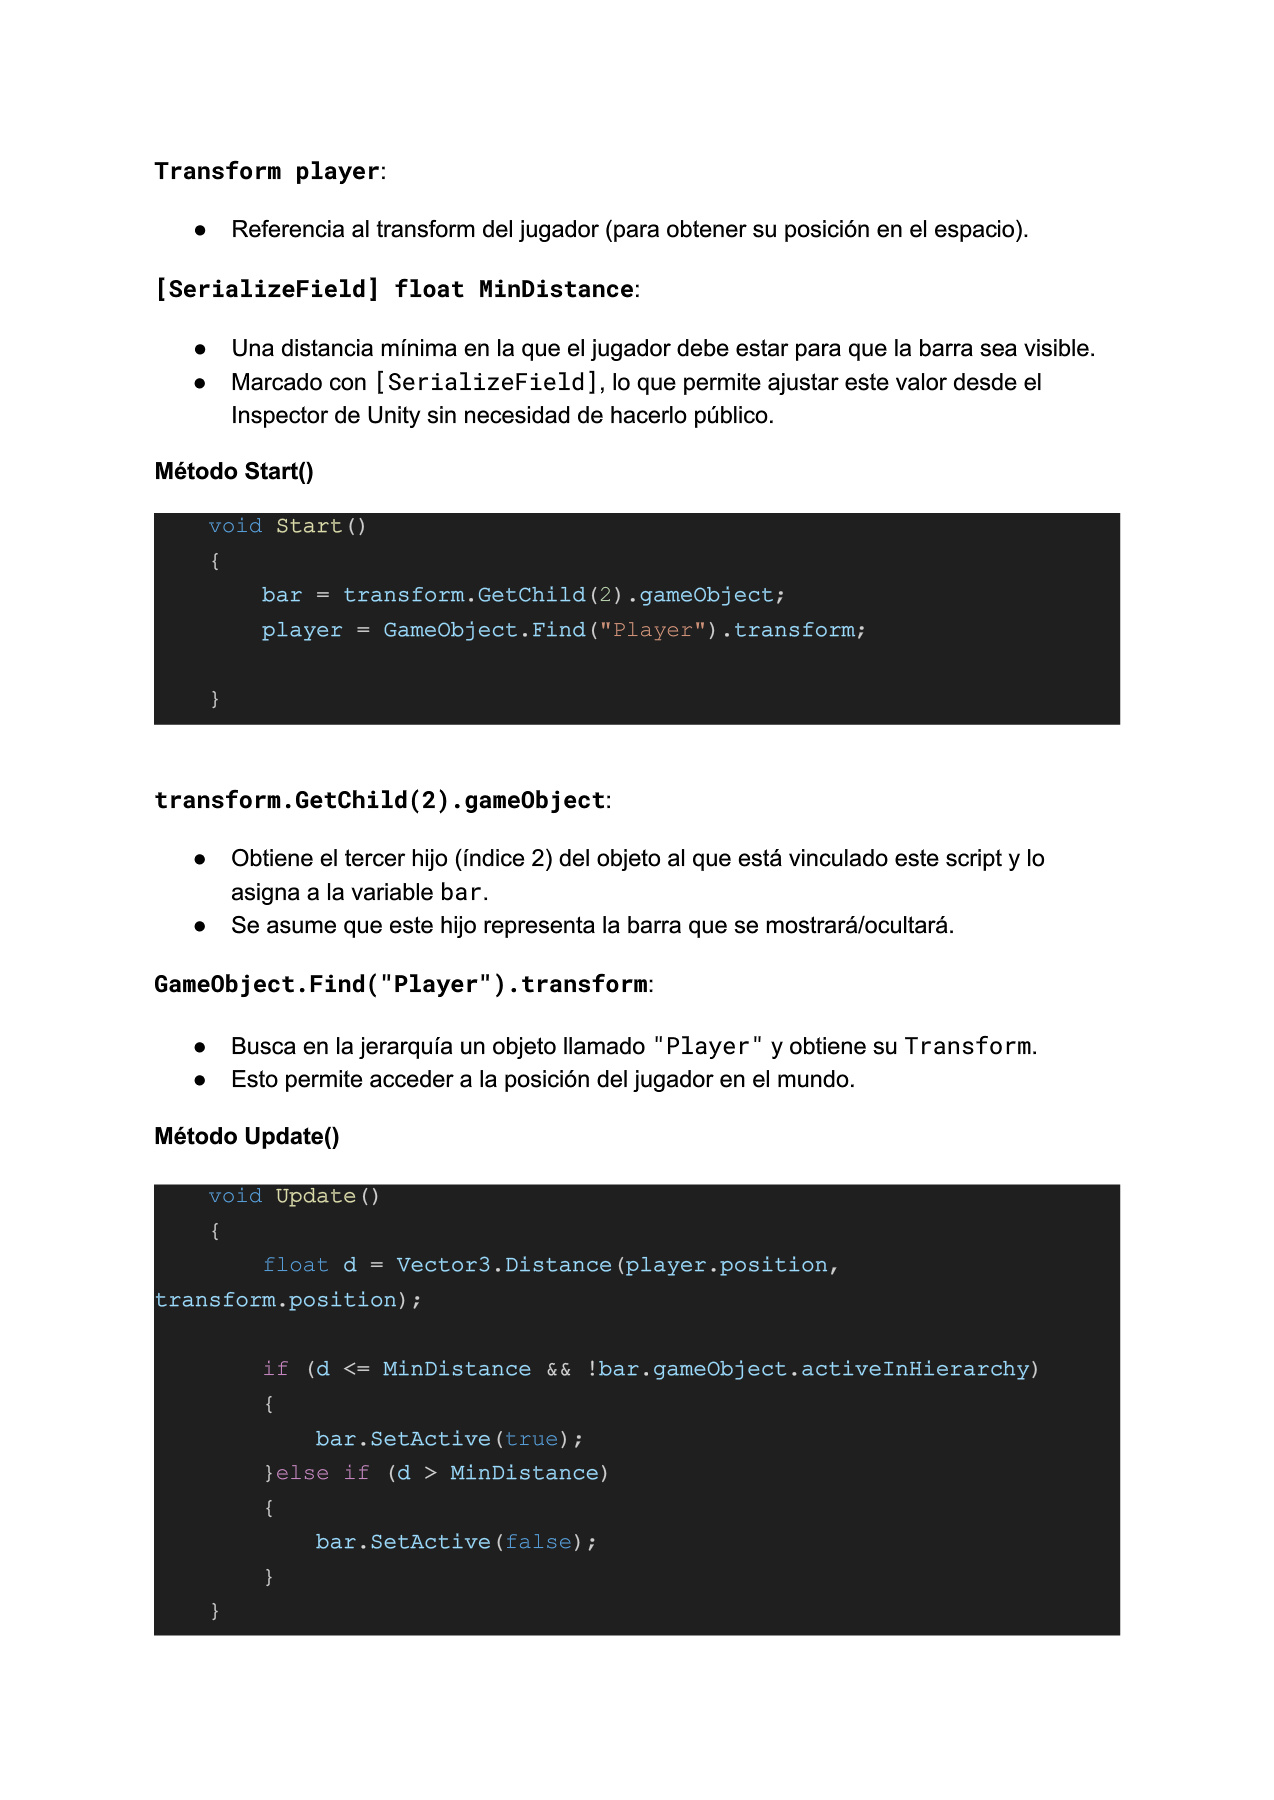 Transform player:
● Referencia al transform del jugador (para obtener su posición en el espacio).
[SerializeField] float MinDistance:
● Una distancia mínima en la que el jugador debe estar para que la barra sea visible.
● Marcado con [SerializeField], lo que permite ajustar este valor desde el
Inspector de Unity sin necesidad de hacerlo público.
Método Start()
void Start()
{
bar = transform.GetChild(2).gameObject;
player = GameObject.Find("Player").transform;
}
transform.GetChild(2).gameObject:
● Obtiene el tercer hijo (índice 2) del objeto al que está vinculado este script y lo
asigna a la variable bar.
● Se asume que este hijo representa la barra que se mostrará/ocultará.
GameObject.Find("Player").transform:
● Busca en la jerarquía un objeto llamado "Player" y obtiene su Transform.
● Esto permite acceder a la posición del jugador en el mundo.
Método Update()
void Update()
{
float d = Vector3.Distance(player.position,
transform.position);
if (d <= MinDistance && !bar.gameObject.activeInHierarchy)
{
bar.SetActive(true);
}else if (d > MinDistance)
{
bar.SetActive(false);
}
}